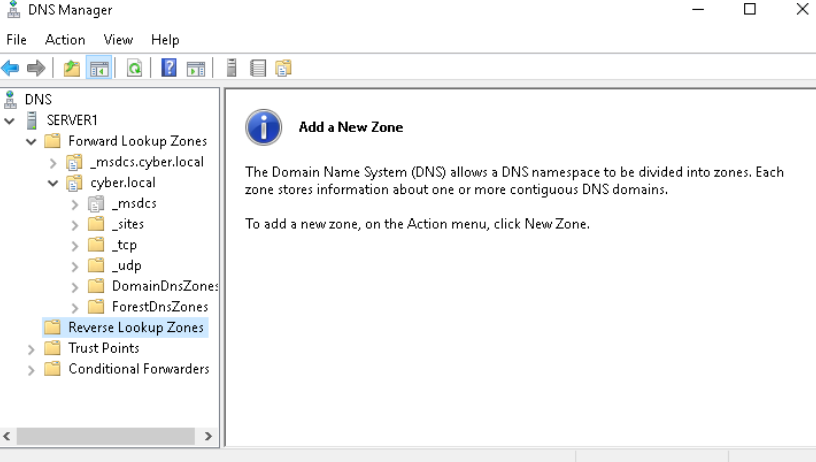 DNS Manager
File Action View Help
DNS
SERVER1
Forward Lookup Zones
_msdcs.cyber.local
cyber.local
_msdcs
_sites
_tcp
_udp
DomainDnsZones
ForestDnsZones
Reverse Lookup Zones
Trust Points
Conditional Forwarders
Add a New Zone
The Domain Name System (DNS) allows a DNS namespace to be divided into zones. Each
zone stores information about one or more contiguous DNS domains.
To add a new zone, on the Action menu, click New Zone.